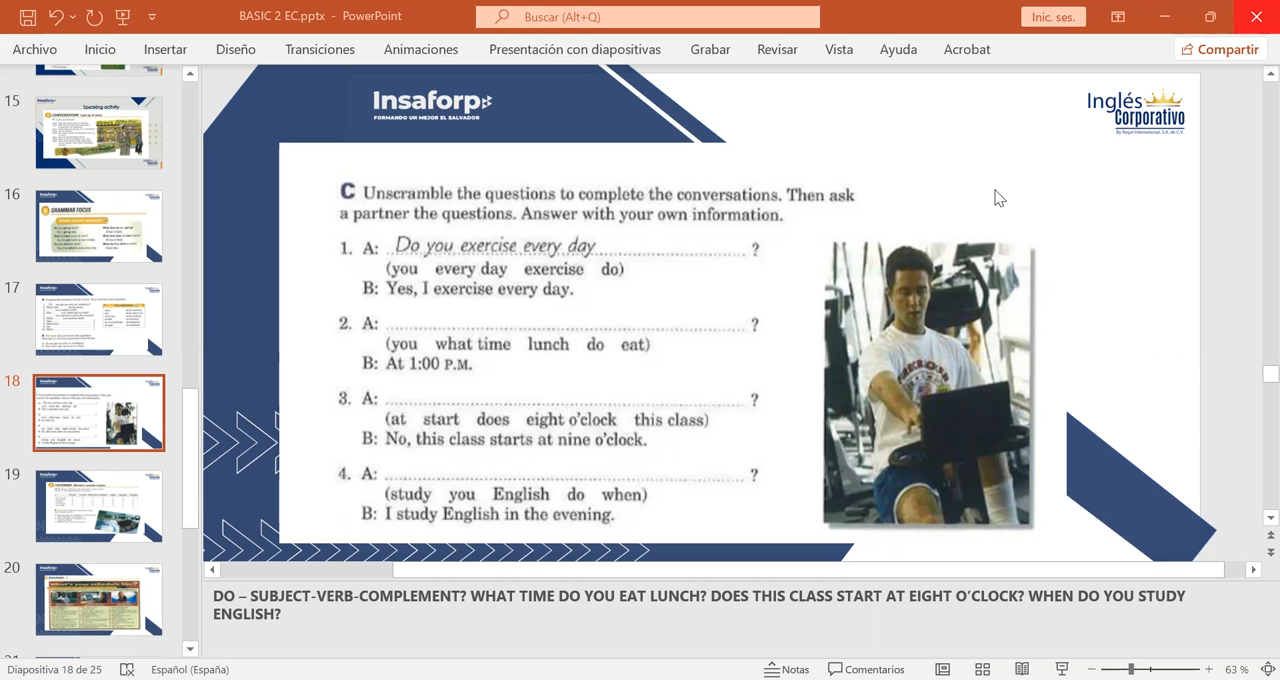 BASIC 2 EC.pptx - PowerPoint
Buscar (Alt+Q)
Inic. ses.
Archivo Inicio Insertar Diseño Transiciones Animaciones Presentación con diapositivas Grabar Revisar Vista Ayuda Acrobat Compartir
15
16
GRAMMAR FOCUS
17
18
19
20
Insaforp
FORMANDO UN MEJOR EL SALVADOR
Inglés
Corporativo
By Regal International, S.A. de C.V.
C Unscramble the questions to complete the conversations. Then ask
a partner the questions. Answer with your own information.
1. A: Do you exercise every day ?
(you every day exercise do)
B: Yes, I exercise every day.
2. A: ?
(you what time lunch do eat)
B: At 1:00 P.M.
3. A: ?
(at start does eight o'clock this class)
B: No, this class starts at nine o'clock.
4. A: ?
(study you English do when)
B: I study English in the evening.
DO – SUBJECT-VERB-COMPLEMENT? WHAT TIME DO YOU EAT LUNCH? DOES THIS CLASS START AT EIGHT O'CLOCK? WHEN DO YOU STUDY
ENGLISH?
Diapositiva 18 de 25 Español (España) Notas Comentarios 63 %